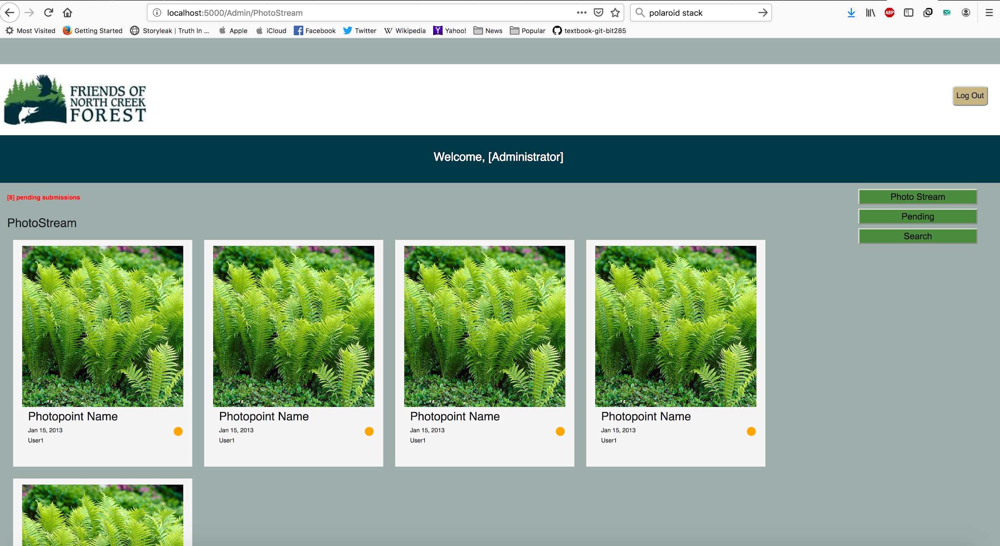 localhost:5000/Admin/PhotoStream
polaroid stack
ABP
Most Visited
Getting Started
Storyleak | Truth In ...
Apple
iCloud
Facebook
Twitter
Wikipedia
Yahoo!
News
Popular
textbook-git-bit285
FRIENDS OF
NORTH CREEK
FOREST
Log Out
Welcome, [Administrator]
[8] pending submissions
Photo Stream
Pending
Search
PhotoStream
Photopoint Name
Jan 15, 2013
User1
Photopoint Name
Jan 15, 2013
User1
Photopoint Name
Jan 15, 2013
User1
Photopoint Name
Jan 15, 2013
User1